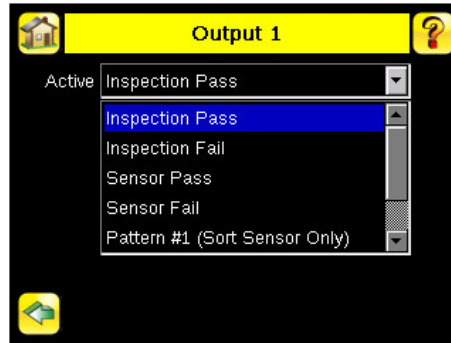 Output 1
?
Active Inspection Pass
Inspection Pass
Inspection Fail
Sensor Pass
Sensor Fail
Pattern #1 (Sort Sensor Only)